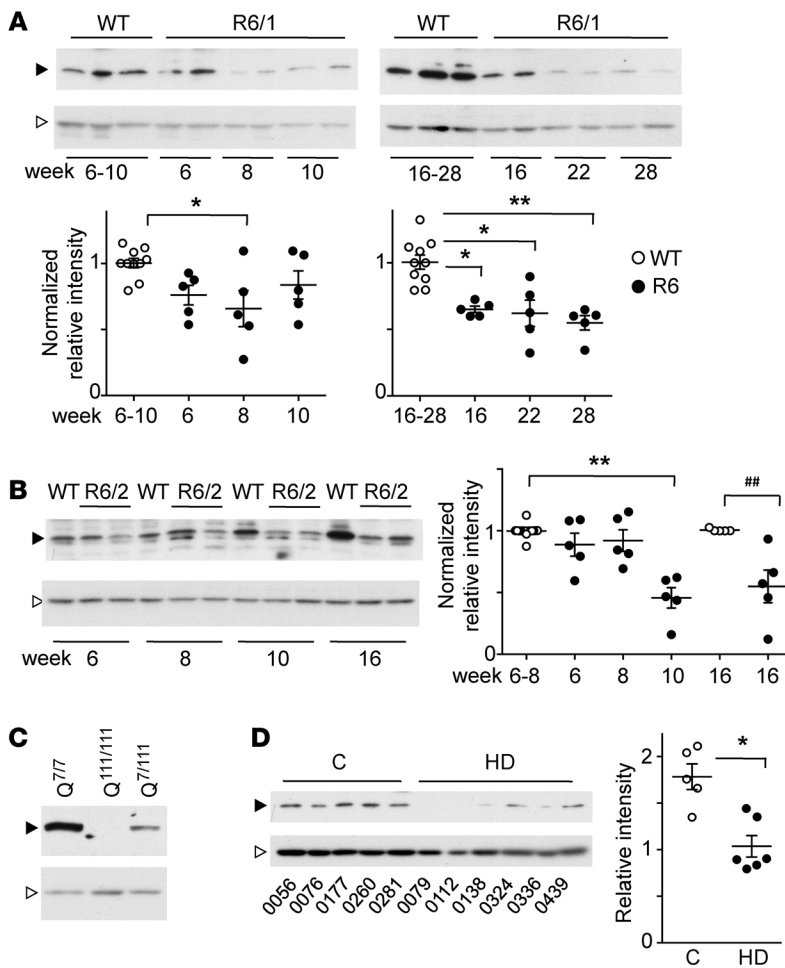 A
WT R6/1 WT R6/1
week 6-10 6 8 10 16-28 16 22 28
Normalized relative intensity
1
0
*
week 6-10 6 8 10
1
0
*
*
**
16-28 16 22 28
WT
R6
B
WT R6/2 WT R6/2 WT R6/2 WT R6/2
week 6 8 10 16
Normalized relative intensity
1
0
**
##
week 6-8 6 8 10 16 16
C
Q7/7 Q111/111 Q7/111
D
C HD
0056 0076 0177 0260 0281 0079 0112 0138 0324 0336 0439
Relative intensity
2
1
0
*
C HD